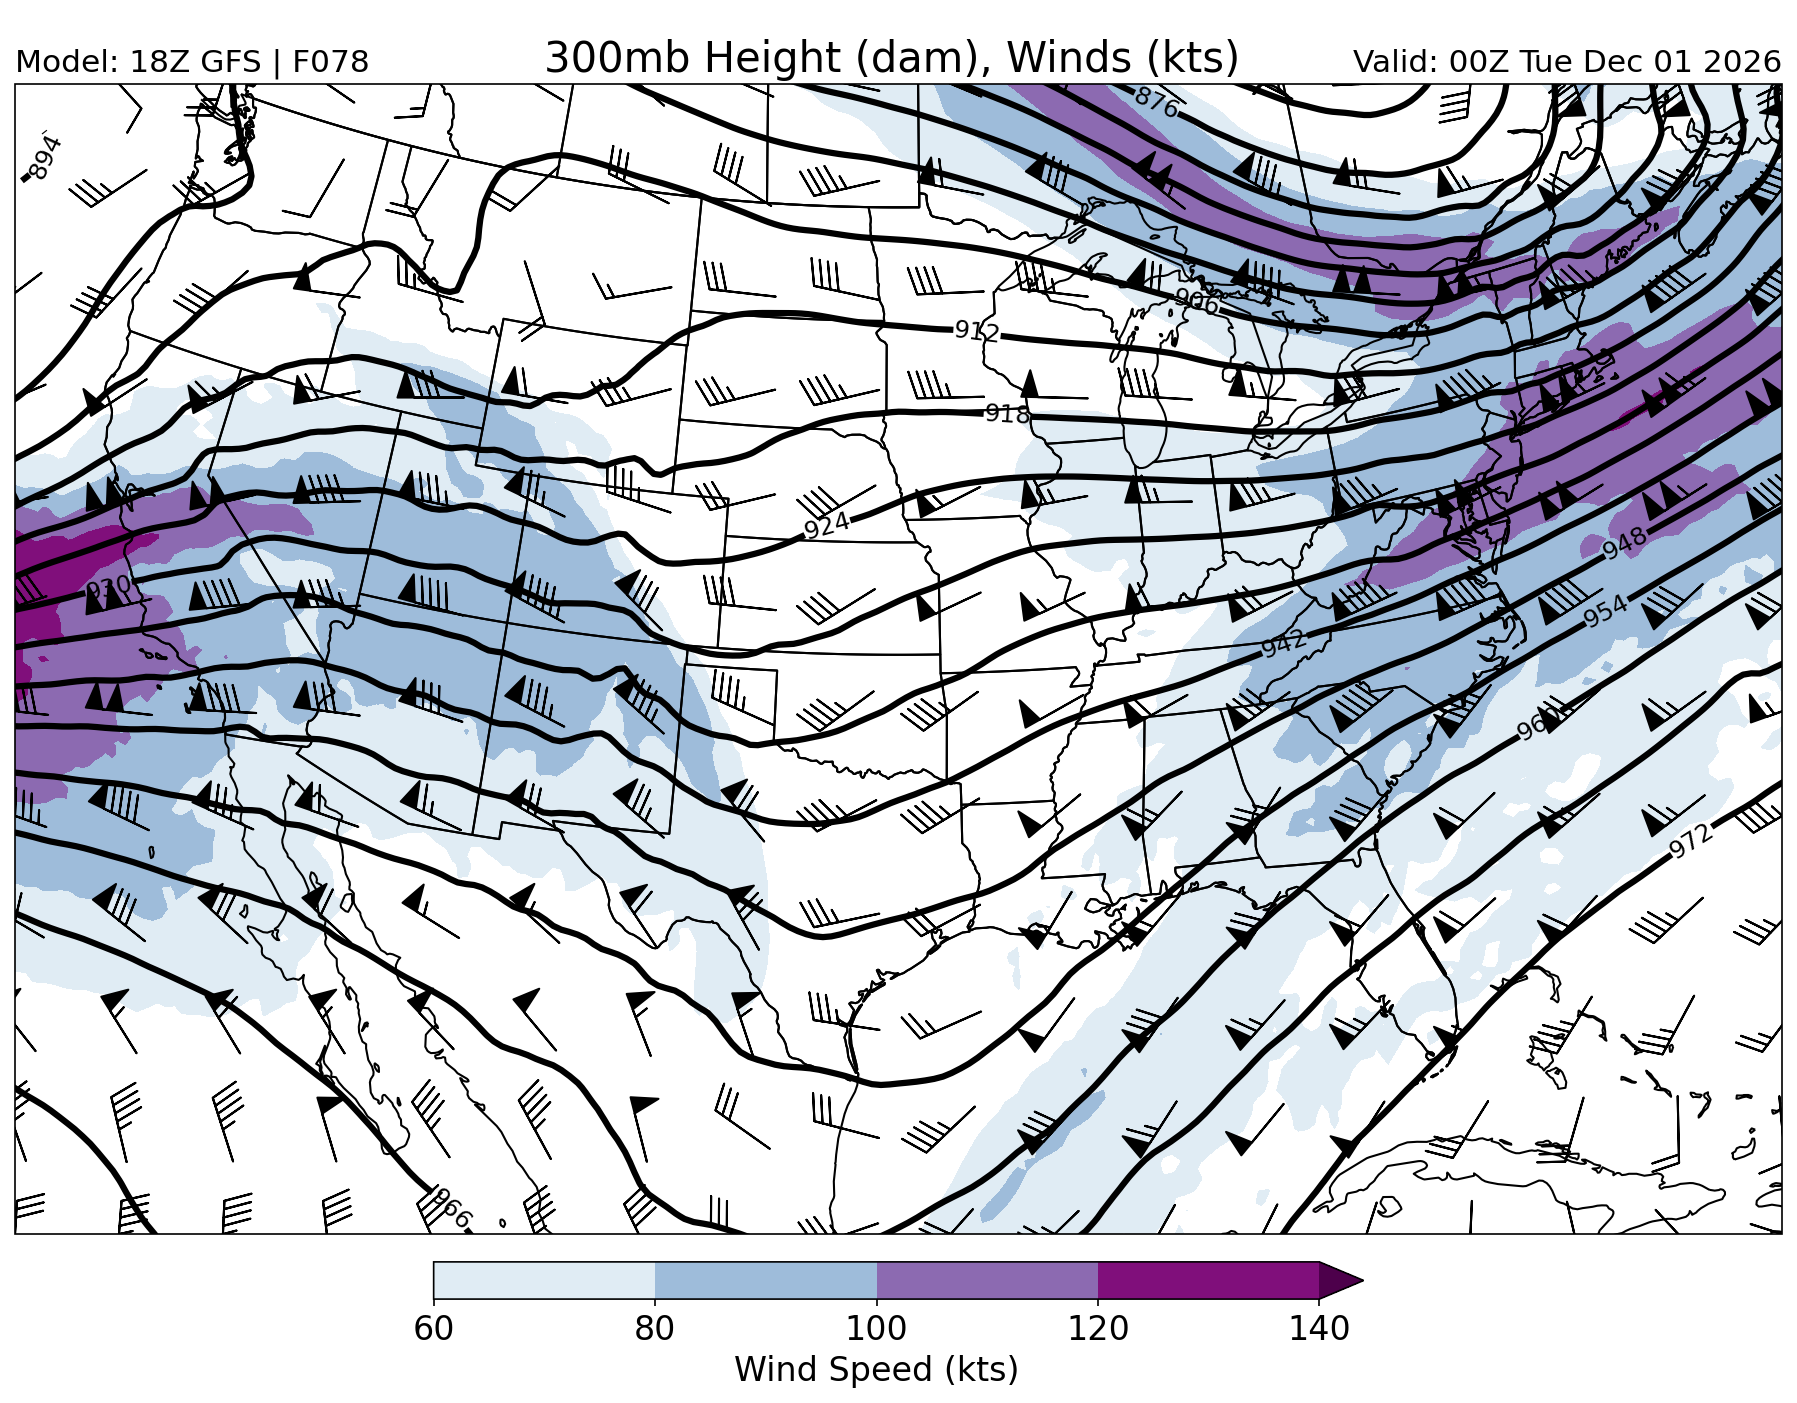 Model: 18Z GFS | F078
300mb Height (dam), Winds (kts)
Valid: 00Z Tue Dec 01 2026
876
894
906
912
918
924
930
942
948
954
960
966
972
60 80 100 120 140
Wind Speed (kts)